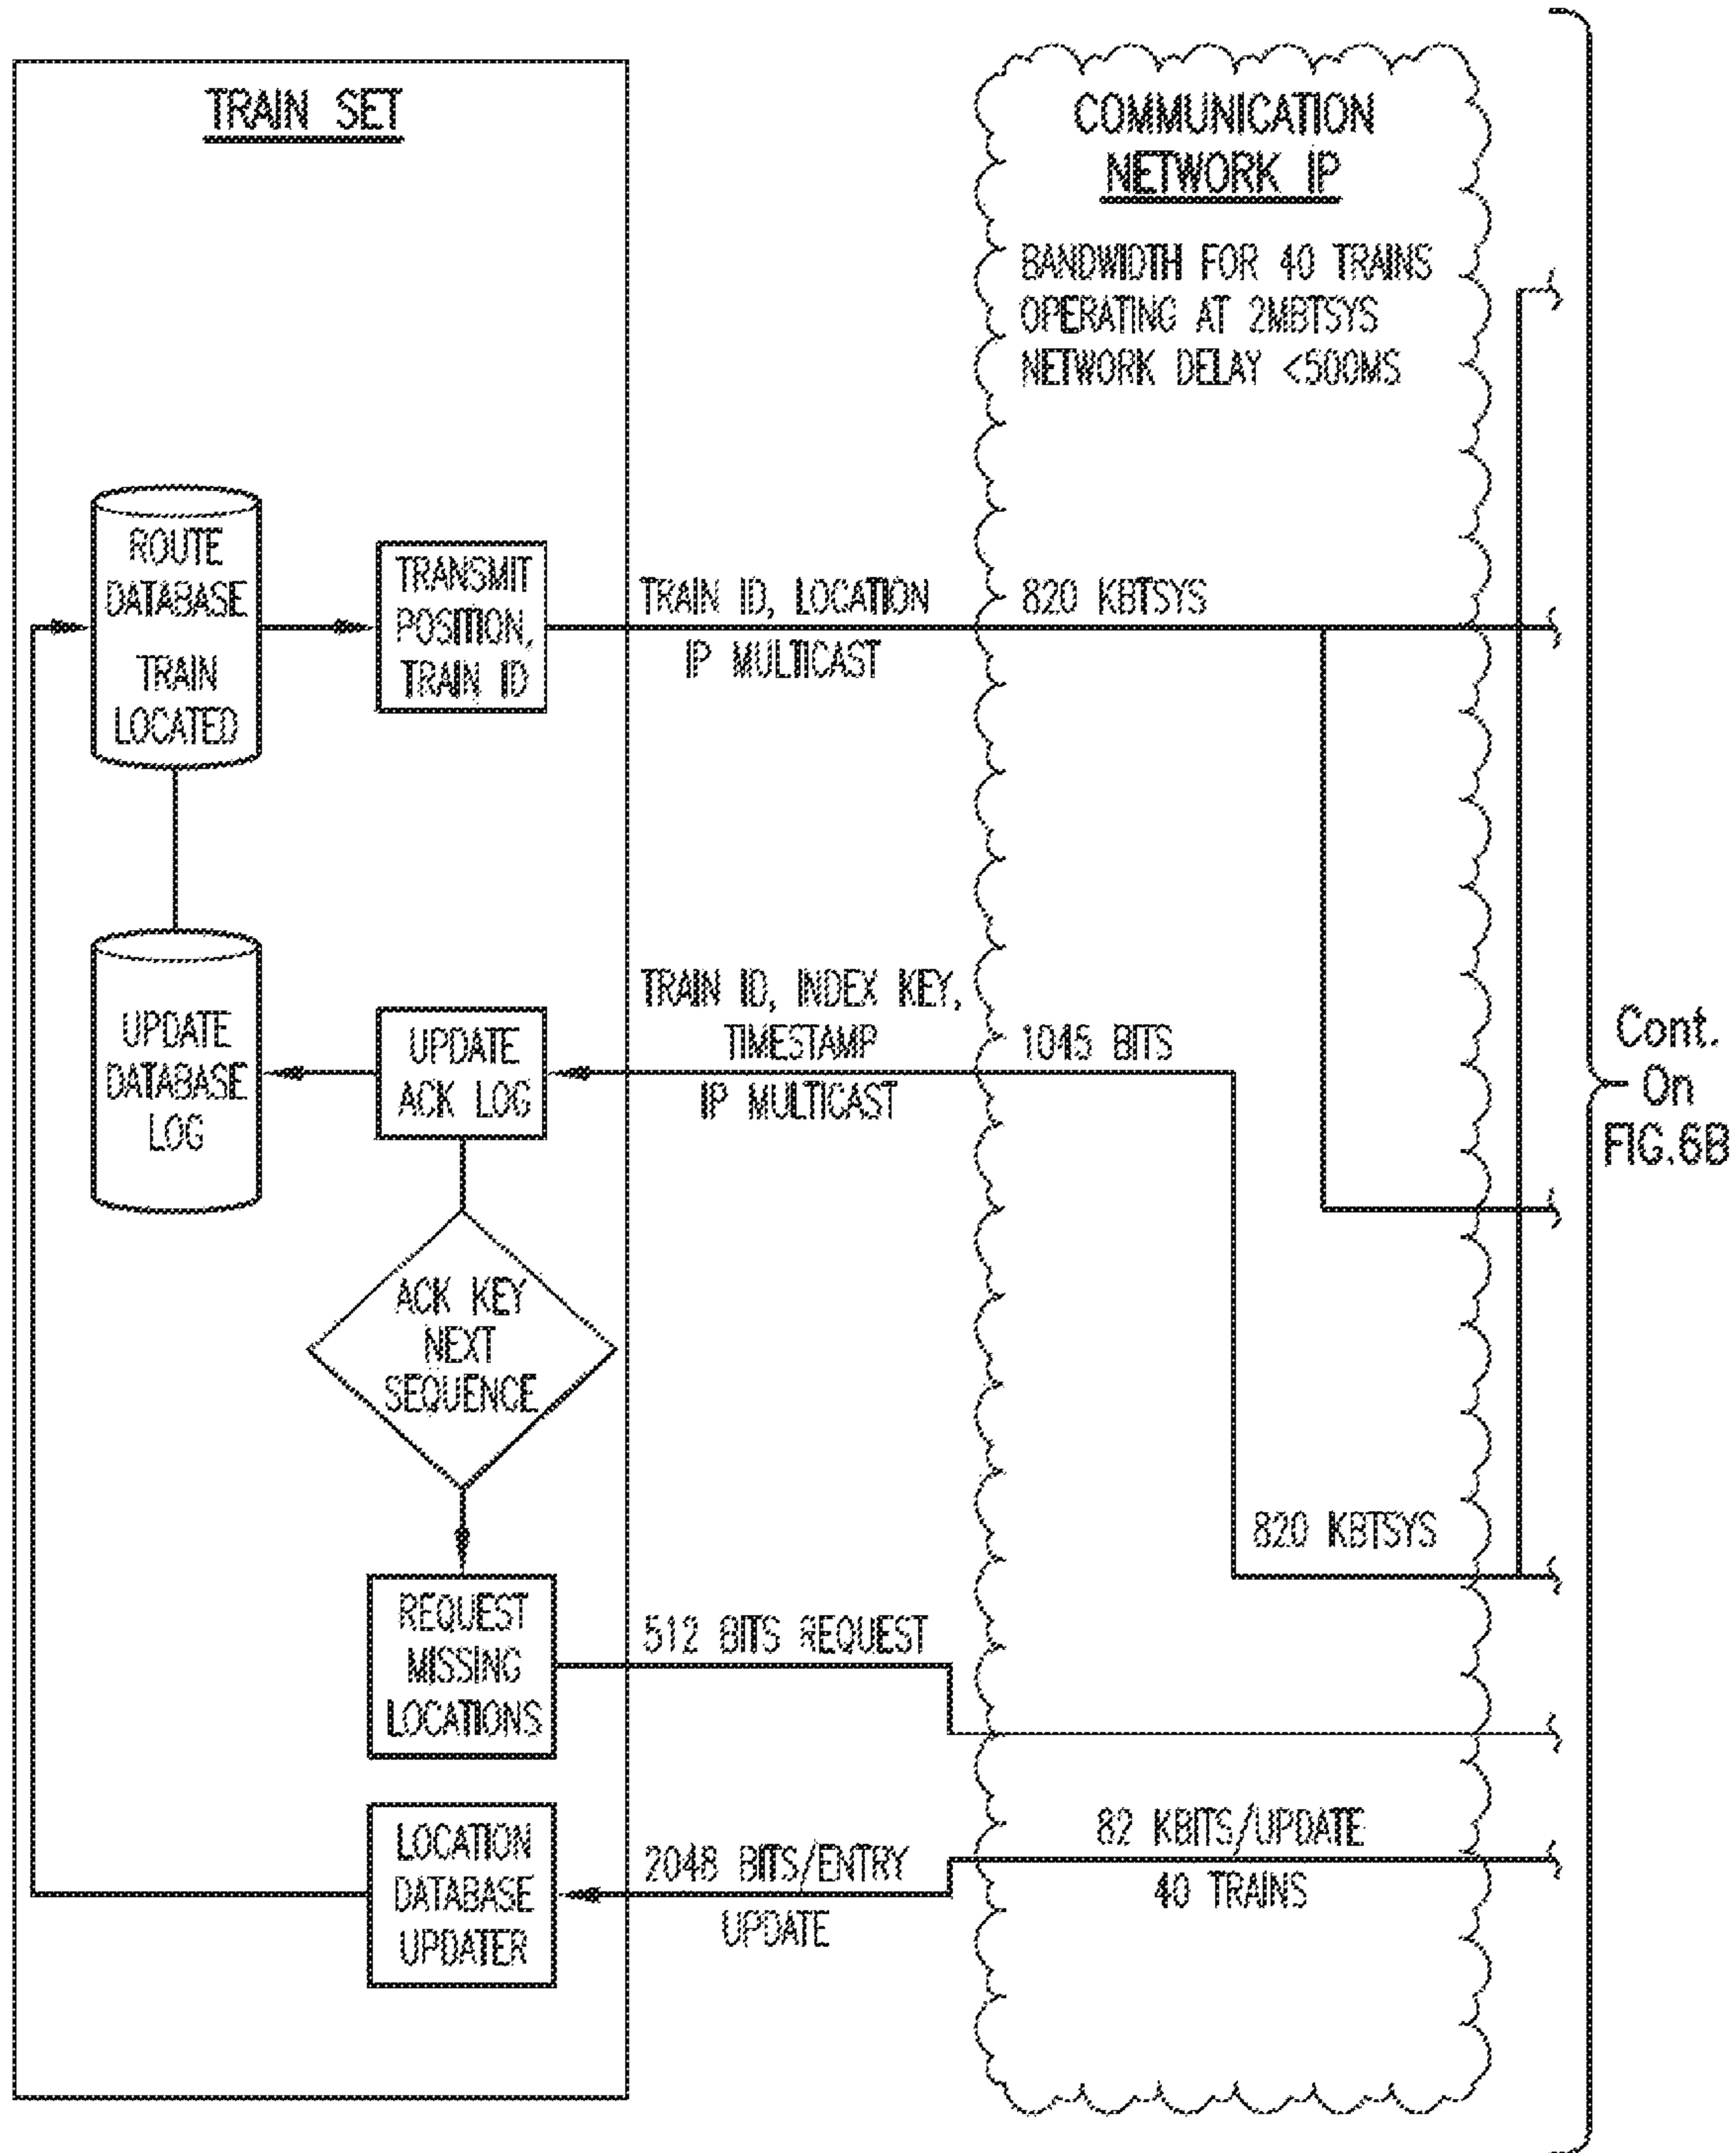 TRAIN SET
COMMUNICATION
NETWORK IP
BANDWIDTH FOR 40 TRAINS
OPERATING AT 2MBTSYS
NETWORK DELAY <500MS
ROUTE
DATABASE
TRAIN
LOCATED
TRANSMIT
POSITION,
TRAIN ID
TRAIN ID, LOCATION
IP MULTICAST
820 KBTSYS
UPDATE
DATABASE
LOG
UPDATE
ACK LOG
TRAIN ID, INDEX KEY,
TIMESTAMP
IP MULTICAST
1045 BITS
Cont.
On
FIG.6B
ACK KEY
NEXT
SEQUENCE
820 KBTSYS
REQUEST
MISSING
LOCATIONS
512 BITS REQUEST
LOCATION
DATABASE
UPDATER
2048 BITS/ENTRY
UPDATE
82 KBITS/UPDATE
40 TRAINS